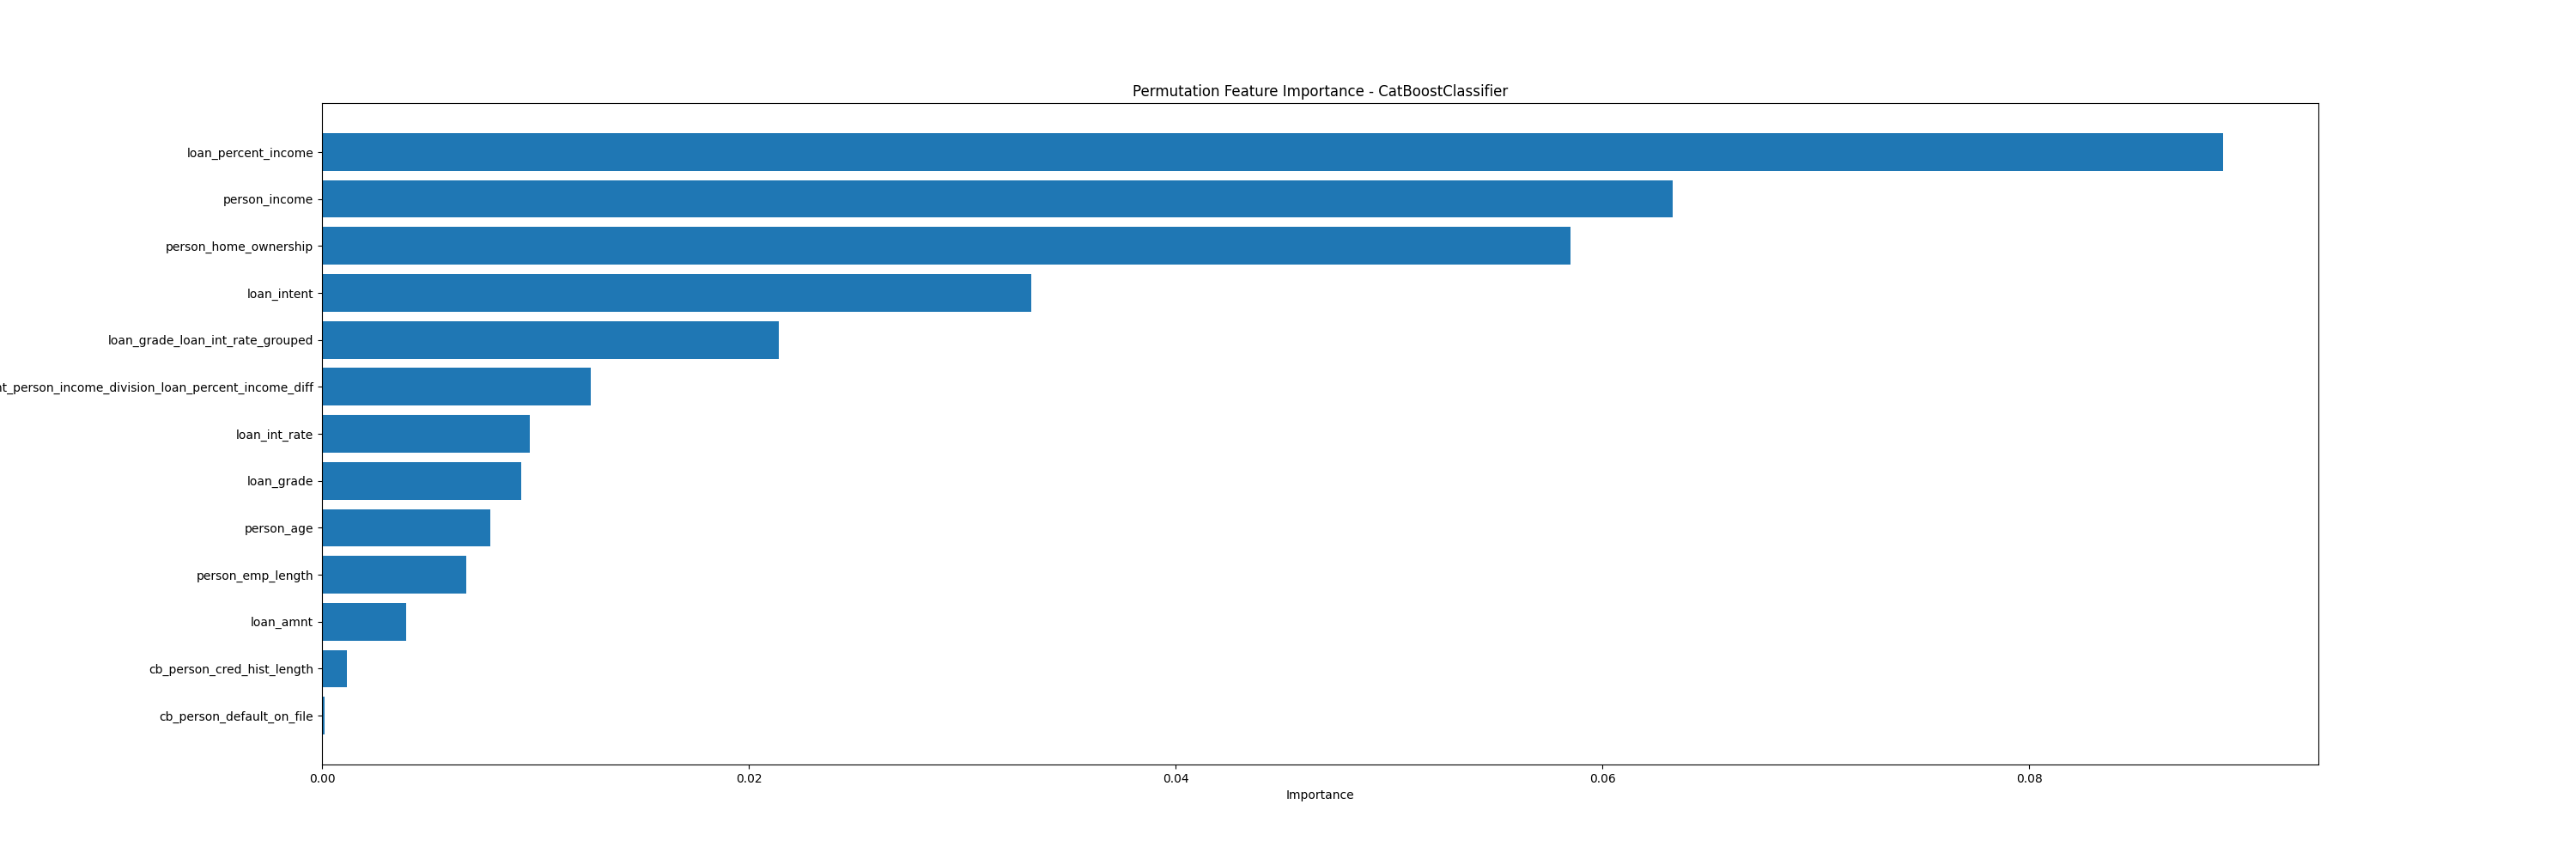 Permutation Feature Importance - CatBoostClassifier
loan_percent_income
person_income
person_home_ownership
loan_intent
loan_grade_loan_int_rate_grouped
nt_person_income_division_loan_percent_income_diff
loan_int_rate
loan_grade
person_age
person_emp_length
loan_amnt
cb_person_cred_hist_length
cb_person_default_on_file
0.00 0.02 0.04 0.06 0.08
Importance